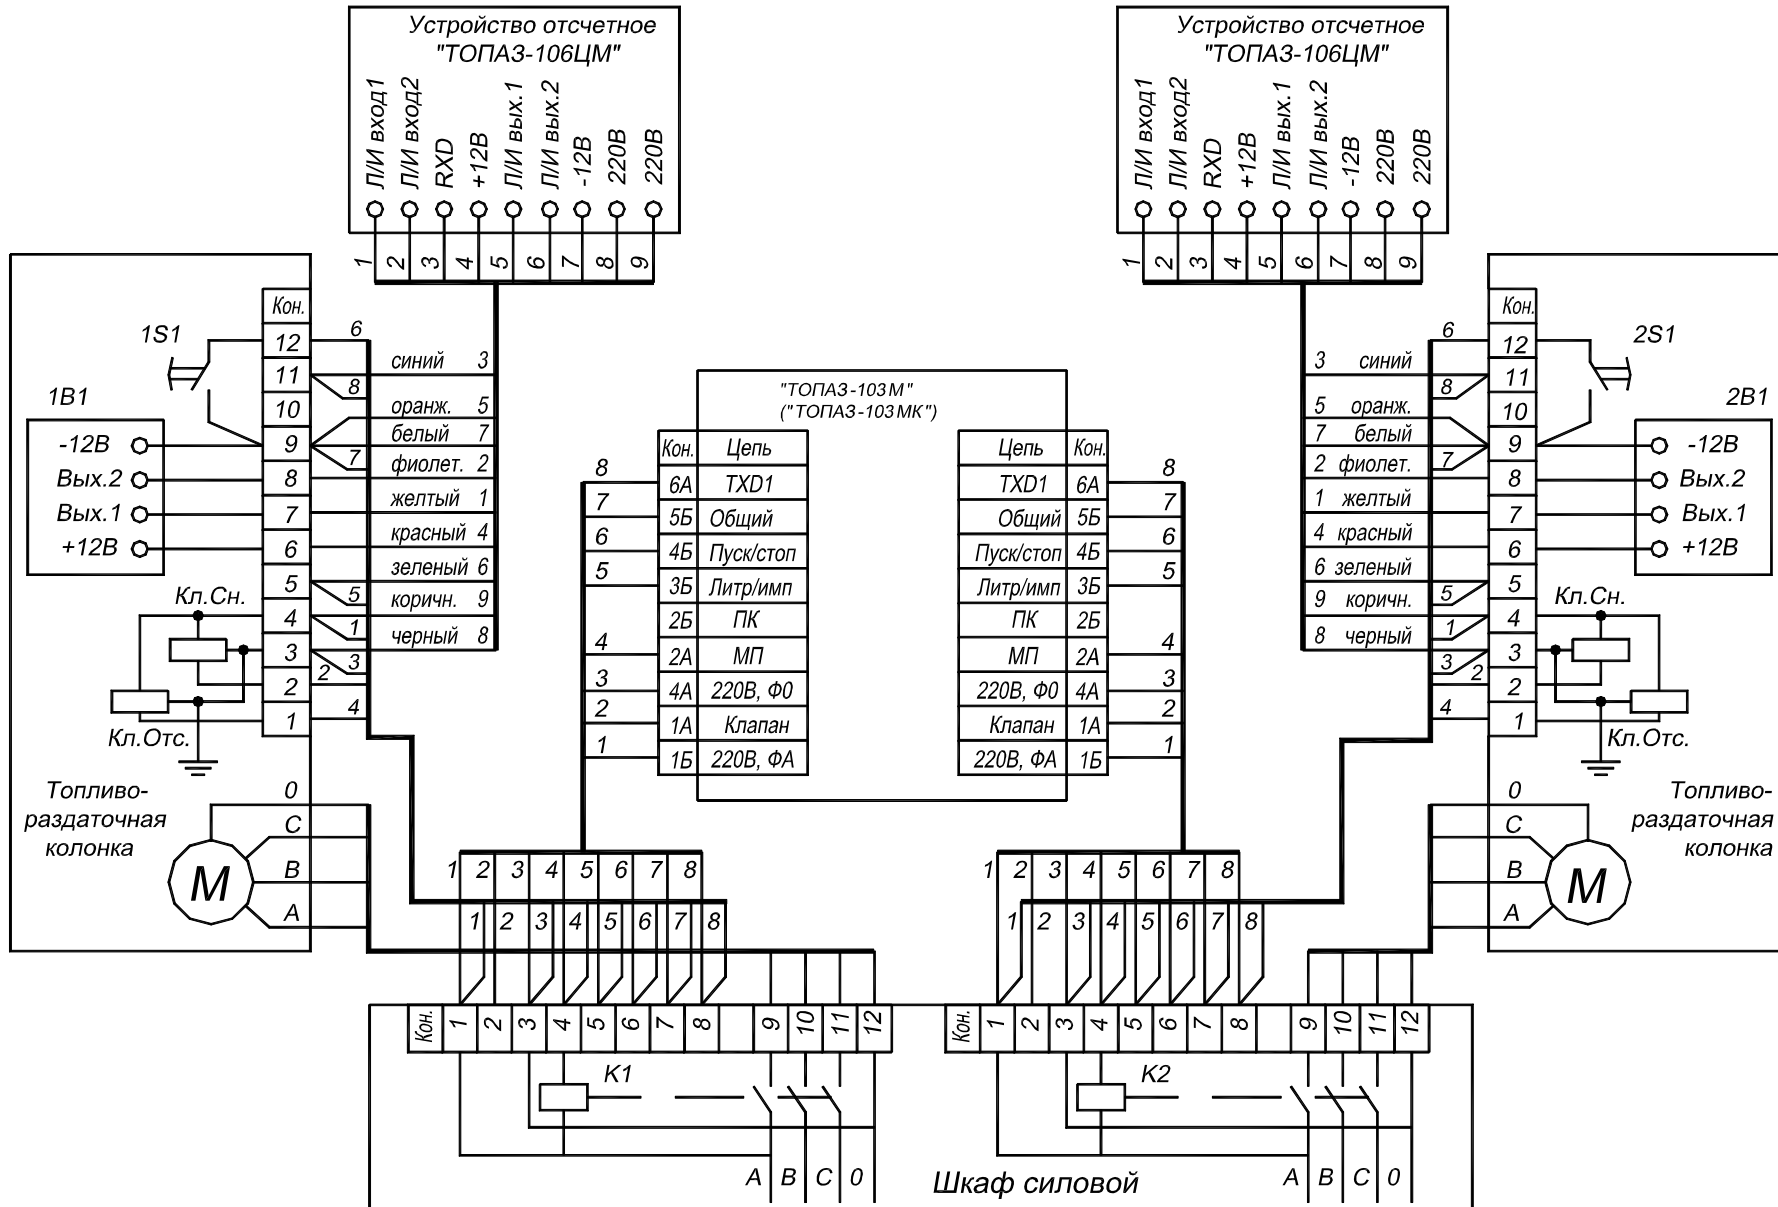 Устройство отсчетное
"ТОПАЗ-106ЦМ"
Л/И вход1
Л/И вход2
RXD
+12В
Л/И вых.1
Л/И вых.2
-12В
220В
220В
1 2 3 4 5 6 7 8 9
Устройство отсчетное
"ТОПАЗ-106ЦМ"
Л/И вход1
Л/И вход2
RXD
+12В
Л/И вых.1
Л/И вых.2
-12В
220В
220В
1 2 3 4 5 6 7 8 9
1S1
1В1
-12В
Вых.2
Вых.1
+12В
Кл.Сн.
Кл.Отс.
Топливо-
раздаточная
колонка
М
0
С
В
А
Кон.
12
11
10
9
8
7
6
5
4
3
2
1
6
8
7
5
1
3
2
4
синий 3
оранж. 5
белый 7
фиолет. 2
желтый 1
красный 4
зеленый 6
коричн. 9
черный 8
"ТОПАЗ-103М"
("ТОПАЗ-103МК")
Кон. Цепь
8 6А TXD1
7 5Б Общий
6 4Б Пуск/стоп
5 3Б Литр/имп
2Б ПК
4 2А МП
3 4А 220В, Ф0
2 1А Клапан
1 1Б 220В, ФА
Цепь Кон.
TXD1 6А 8
Общий 5Б 7
Пуск/стоп 4Б 6
Литр/имп 3Б 5
ПК 2Б
МП 2А 4
220В, Ф0 4А 3
Клапан 1А 2
220В, ФА 1Б 1
3 синий
5 оранж.
7 белый
2 фиолет.
1 желтый
4 красный
6 зеленый
9 коричн.
8 черный
6
8
7
5
1
3
2
4
Кон.
12
11
10
9
8
7
6
5
4
3
2
1
2S1
2В1
-12В
Вых.2
Вых.1
+12В
Кл.Сн.
Кл.Отс.
Топливо-
раздаточная
колонка
М
0
С
В
А
1 2 3 4 5 6 7 8
1 2 3 4 5 6 7 8
Кон. 1 2 3 4 5 6 7 8 9 10 11 12
К1
А В С 0
1 2 3 4 5 6 7 8
1 2 3 4 5 6 7 8
Кон. 1 2 3 4 5 6 7 8 9 10 11 12
К2
А В С 0
Шкаф силовой